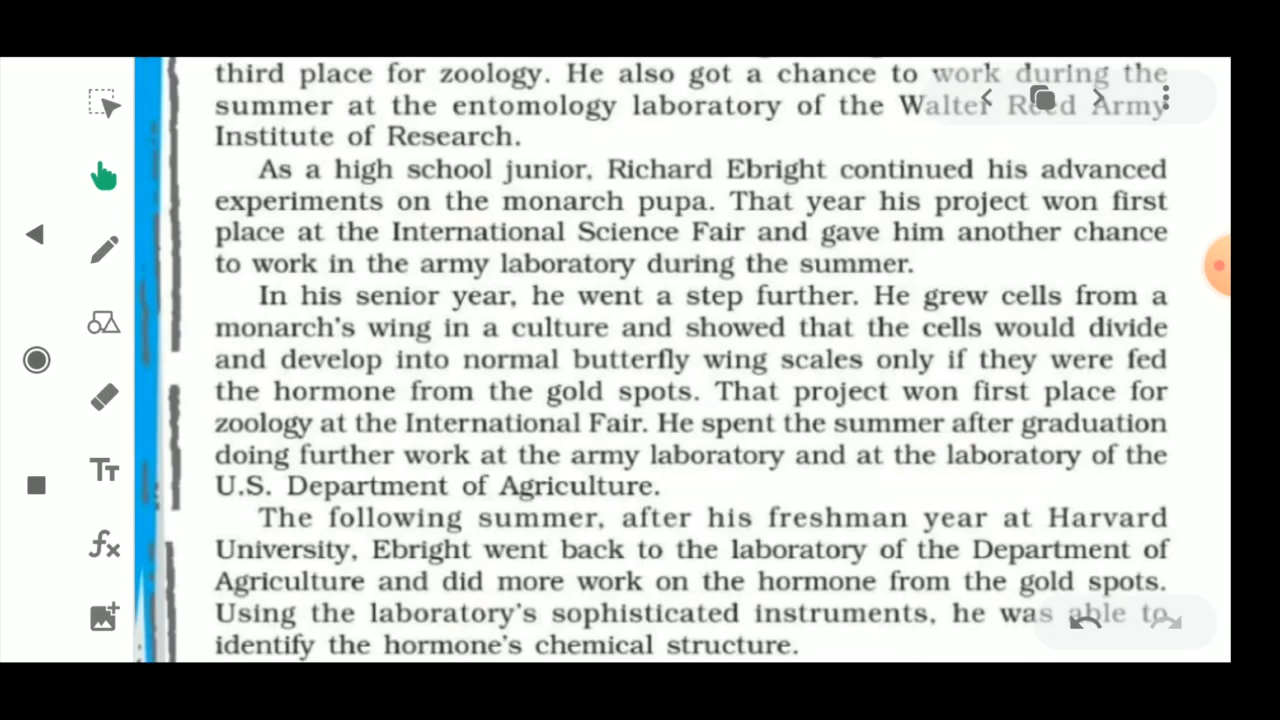 third place for zoology. He also got a chance to work during the
summer at the entomology laboratory of the Walter Reed Army
Institute of Research.
As a high school junior, Richard Ebright continued his advanced
experiments on the monarch pupa. That year his project won first
place at the International Science Fair and gave him another chance
to work in the army laboratory during the summer.
In his senior year, he went a step further. He grew cells from a
monarch's wing in a culture and showed that the cells would divide
and develop into normal butterfly wing scales only if they were fed
the hormone from the gold spots. That project won first place for
zoology at the International Fair. He spent the summer after graduation
doing further work at the army laboratory and at the laboratory of the
U.S. Department of Agriculture.
The following summer, after his freshman year at Harvard
University, Ebright went back to the laboratory of the Department of
Agriculture and did more work on the hormone from the gold spots.
Using the laboratory's sophisticated instruments, he was able to
identify the hormone's chemical structure.
Tт
fx